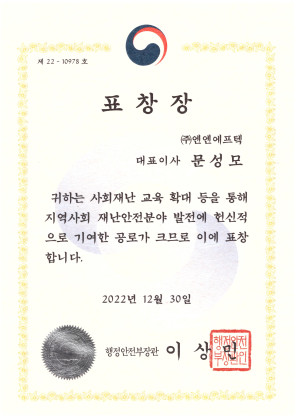 제 22 - 10978 호
표창장
㈜엔엔에프텍
대표이사 문성모
귀하는 사회재난 교육 확대 등을 통해
지역사회 재난안전분야 발전에 헌신적
으로 기여한 공로가 크므로 이에 표창
합니다.
2022년 12월 30일
행정안전부장관 이상민